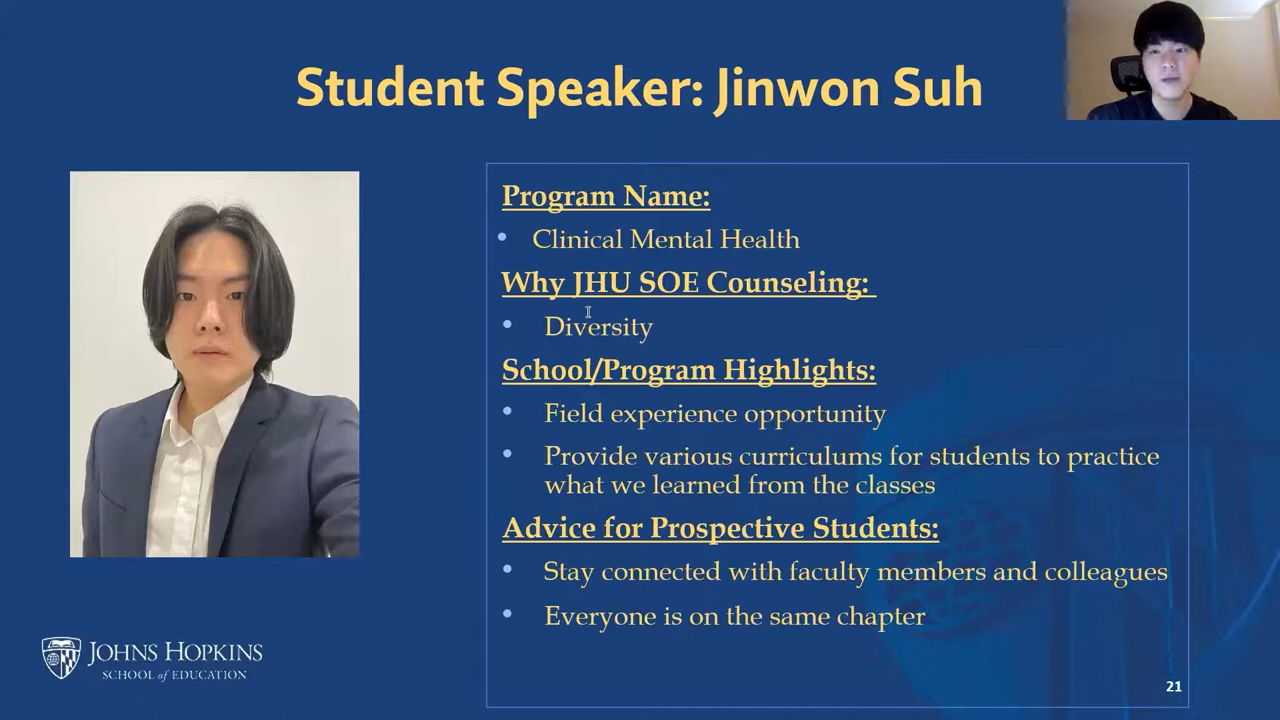 Student Speaker: Jinwon Suh
Program Name:
• Clinical Mental Health
Why JHU SOE Counseling:
• Diversity
School/Program Highlights:
• Field experience opportunity
• Provide various curriculums for students to practice
what we learned from the classes
Advice for Prospective Students:
• Stay connected with faculty members and colleagues
• Everyone is on the same chapter
JOHNS HOPKINS
SCHOOL of EDUCATION
21